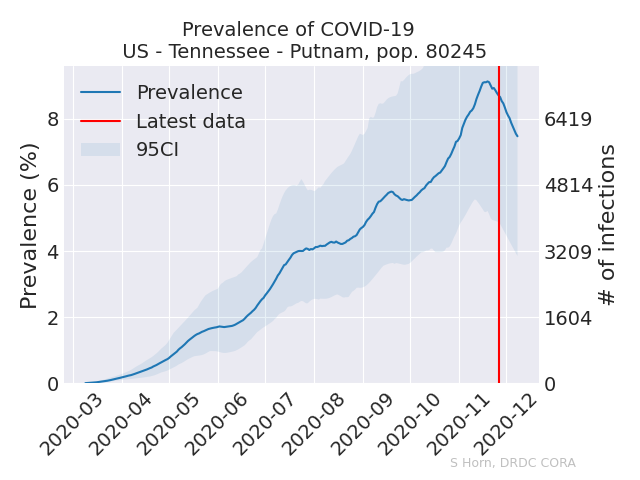 Prevalence of COVID-19
US - Tennessee - Putnam, pop. 80245
Prevalence
Latest data
95CI
Prevalence (%)
8
6
4
2
0
6419
4814
3209
1604
0
# of infections
2020-03
2020-04
2020-05
2020-06
2020-07
2020-08
2020-09
2020-10
2020-11
2020-12
S Horn, DRDC CORA